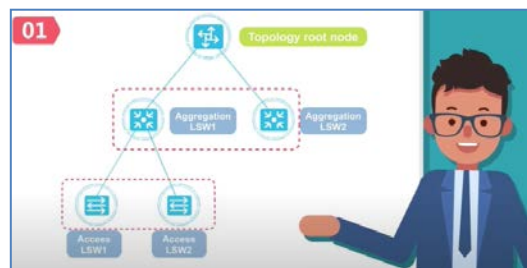 01
Topology root node
Aggregation
LSW1
Aggregation
LSW2
Access
LSW1
Access
LSW2